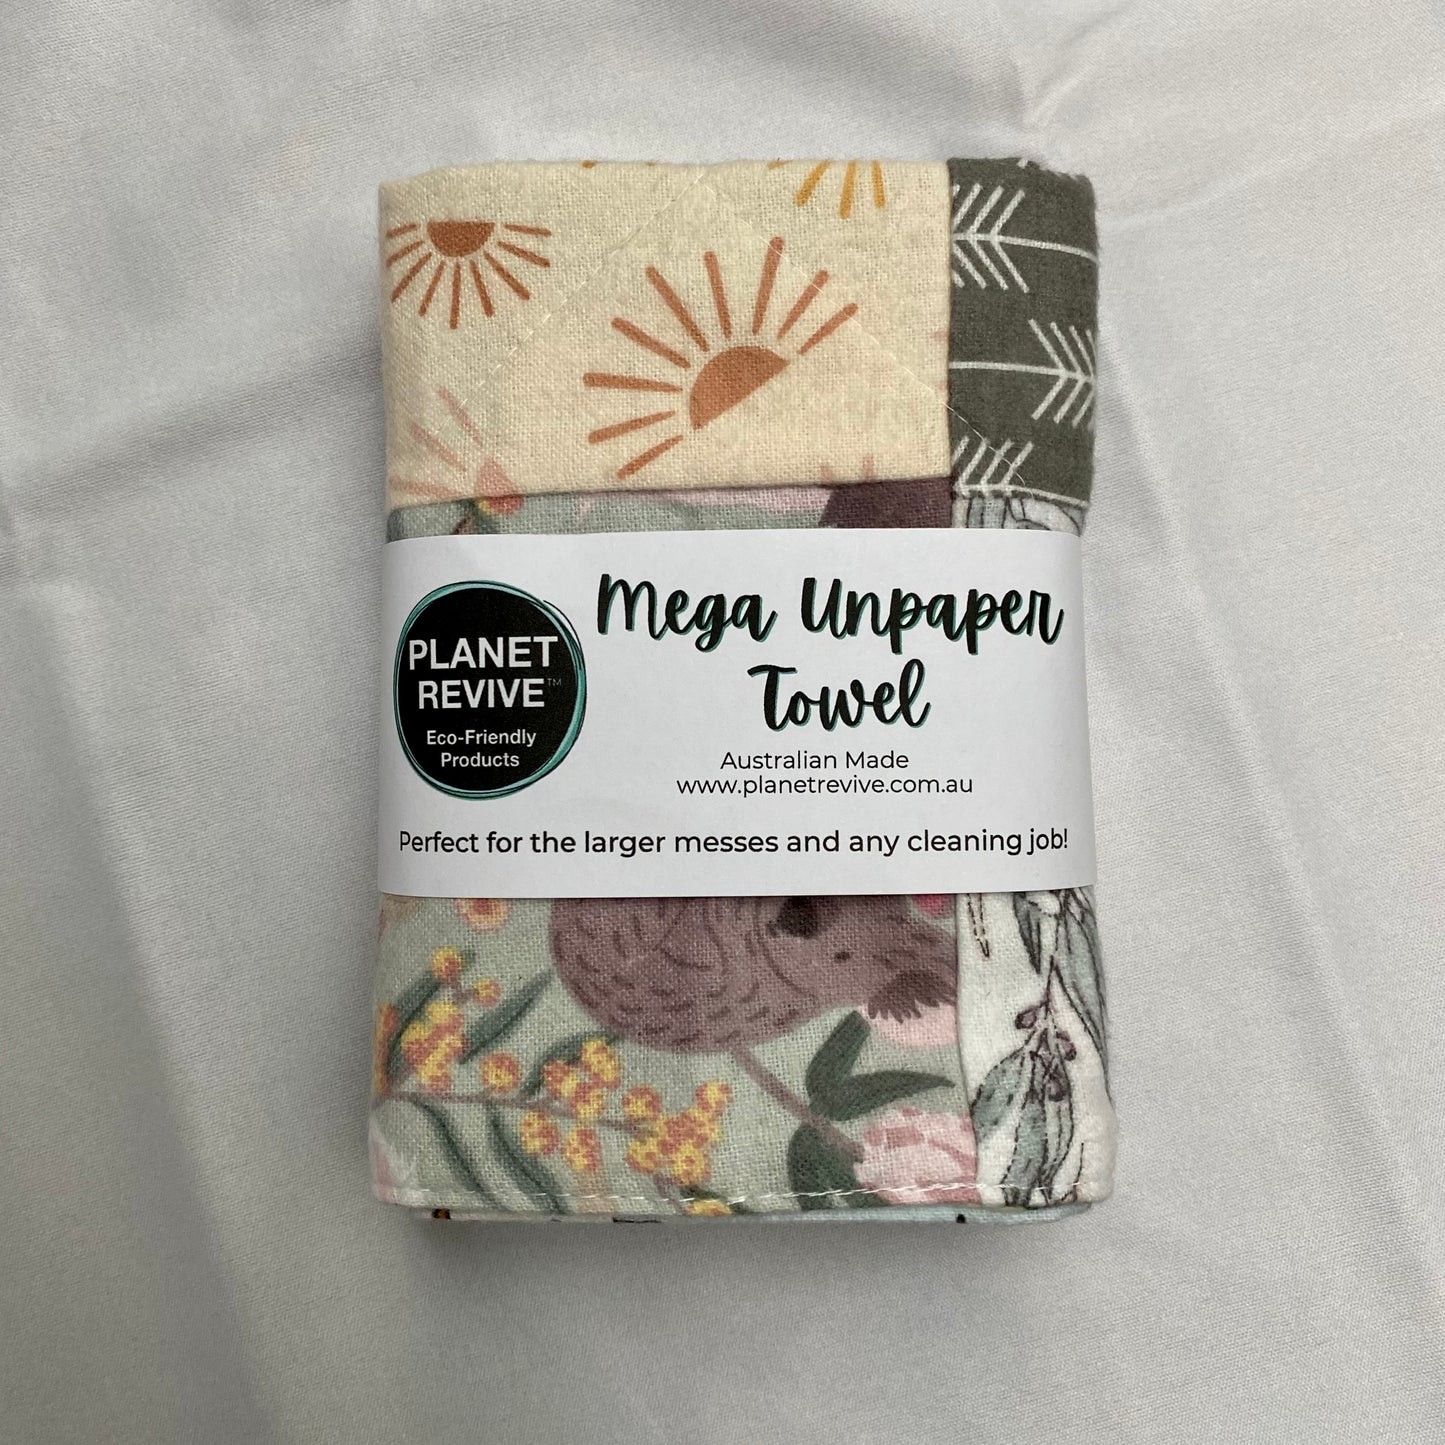 PLANET
REVIVE™
Eco-Friendly
Products
Mega Unpaper
Towel
Australian Made
www.planetrevive.com.au
Perfect for the larger messes and any cleaning job!